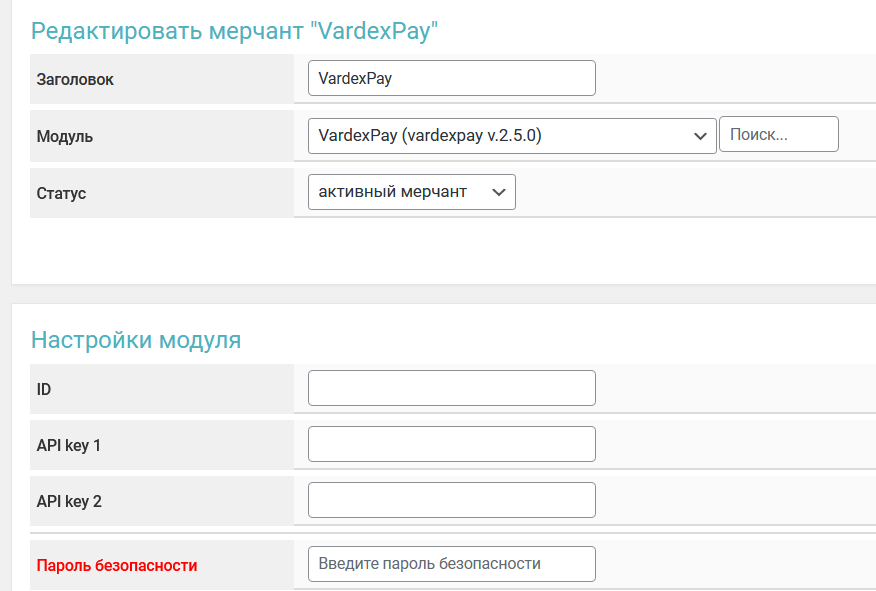 Редактировать мерчант "VardexPay"
Заголовок
VardexPay
Модуль
VardexPay (vardexpay v.2.5.0)
Поиск...
Статус
активный мерчант
Настройки модуля
ID
API key 1
API key 2
Пароль безопасности
Введите пароль безопасности